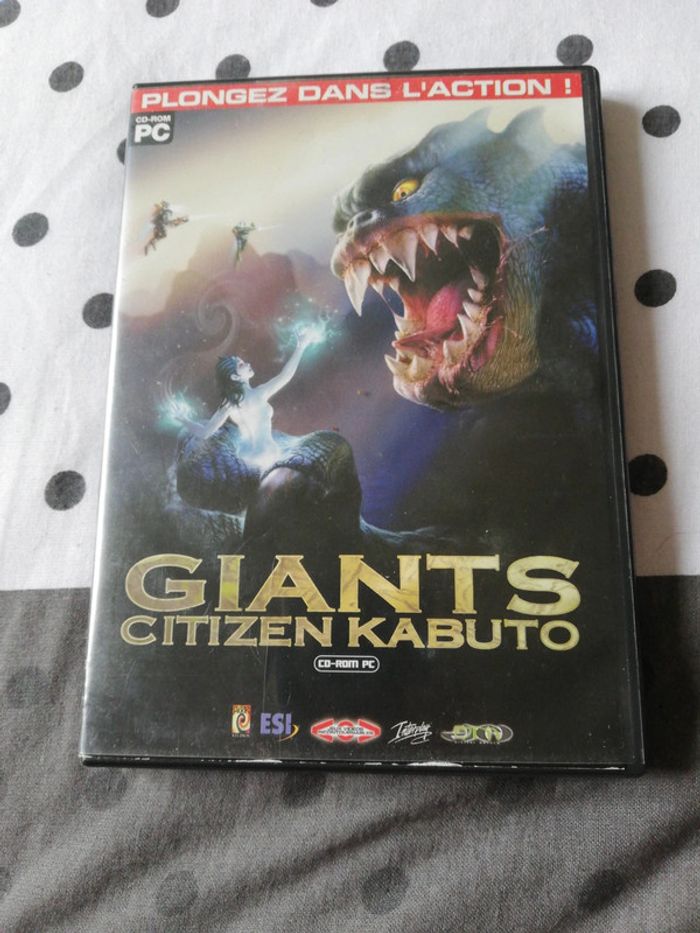 PLONGEZ DANS L'ACTION !
CD-ROM
PC
GIANTS
CITIZEN KABUTO
CD-ROM PC
ESI
Interplay